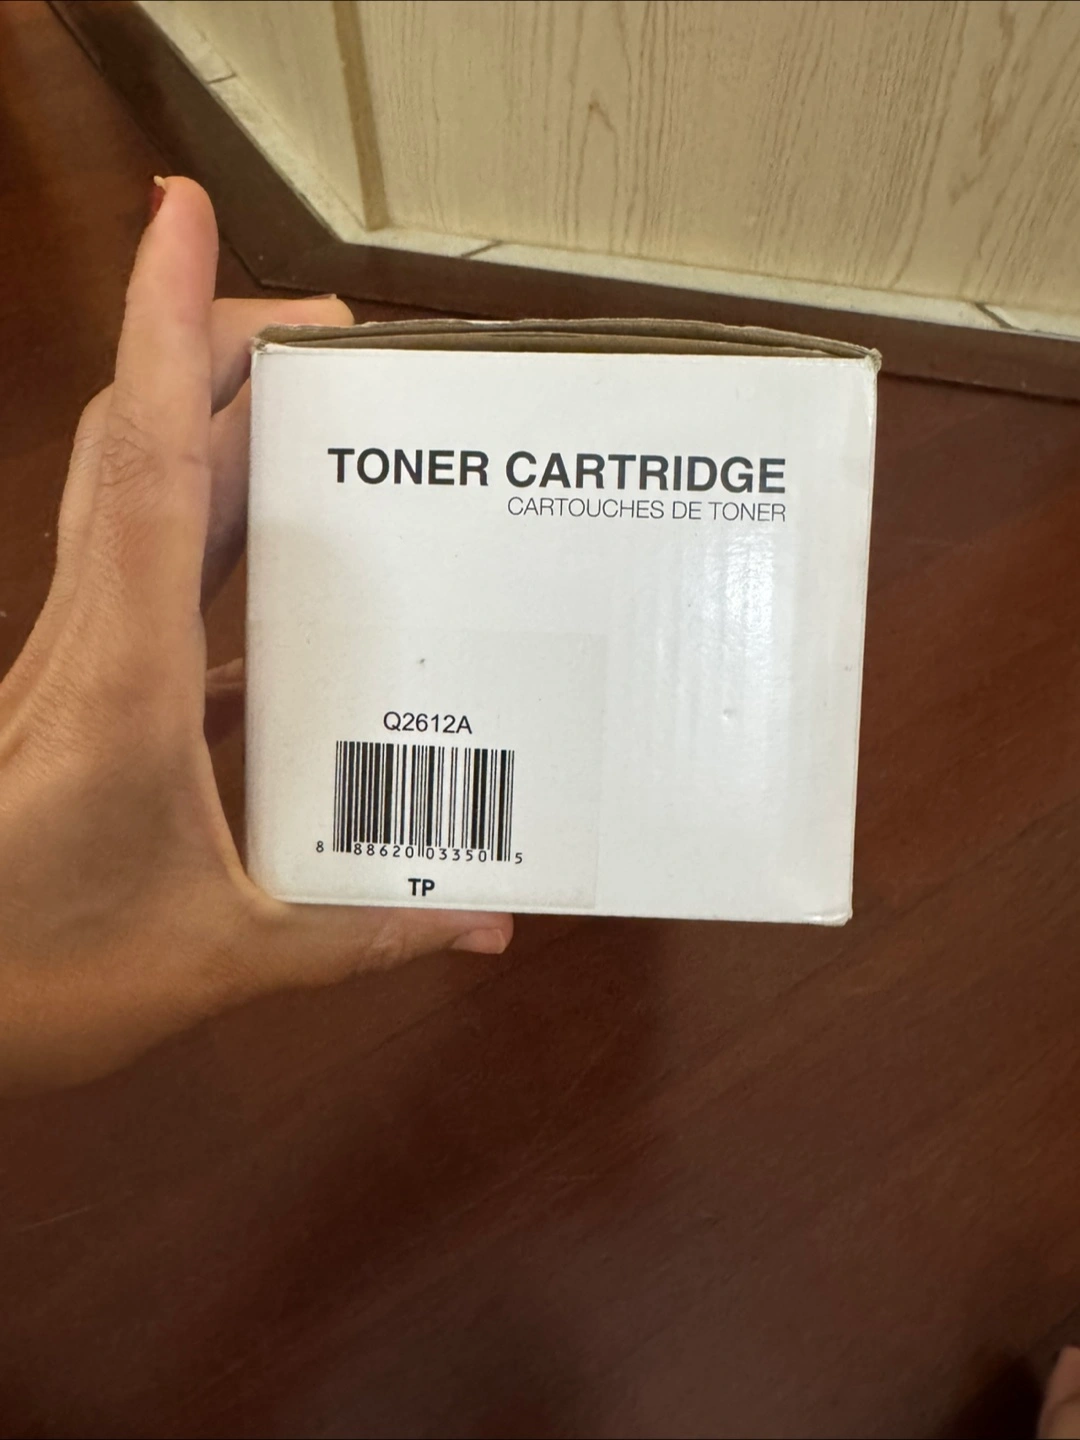 TONER CARTRIDGE
CARTOUCHES DE TONER
Q2612A
8 88620 03350 5
TP